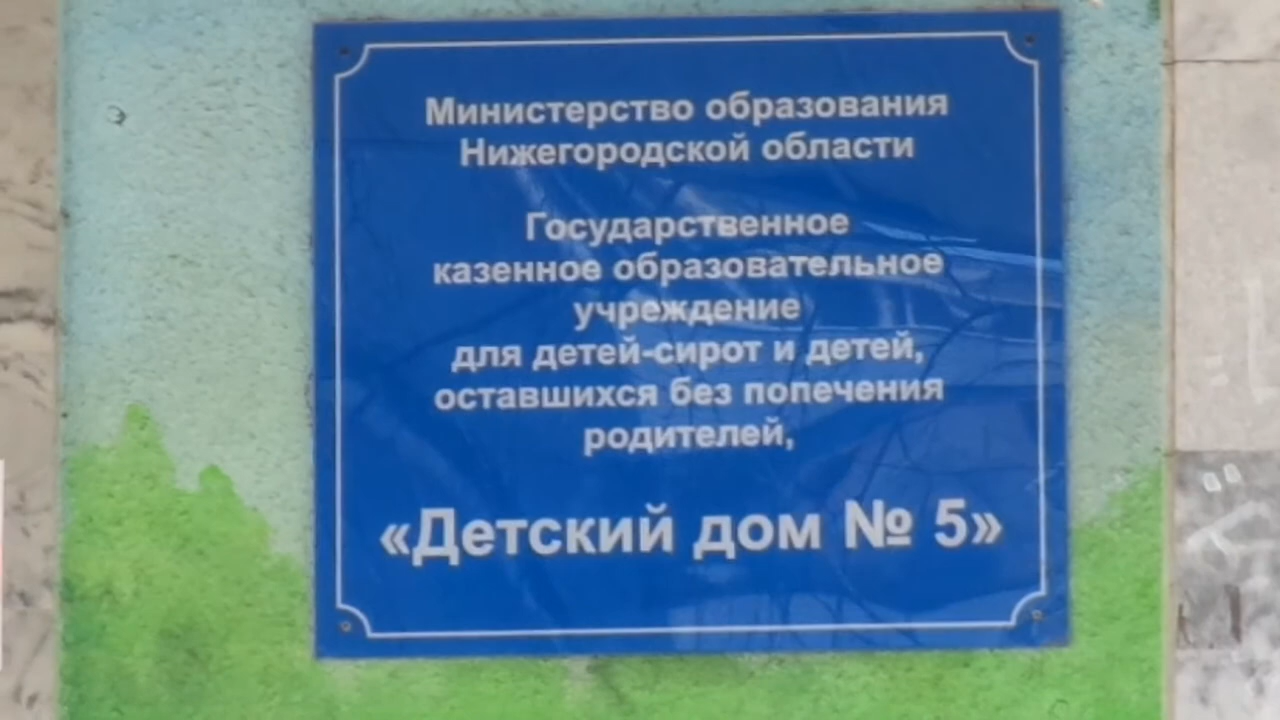 Министерство образования
Нижегородской области
Государственное
казенное образовательное
учреждение
для детей-сирот и детей,
оставшихся без попечения
родителей,
«Детский дом № 5»